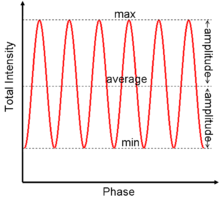 max
Total Intensity
average
min
amplitude
amplitude
Phase